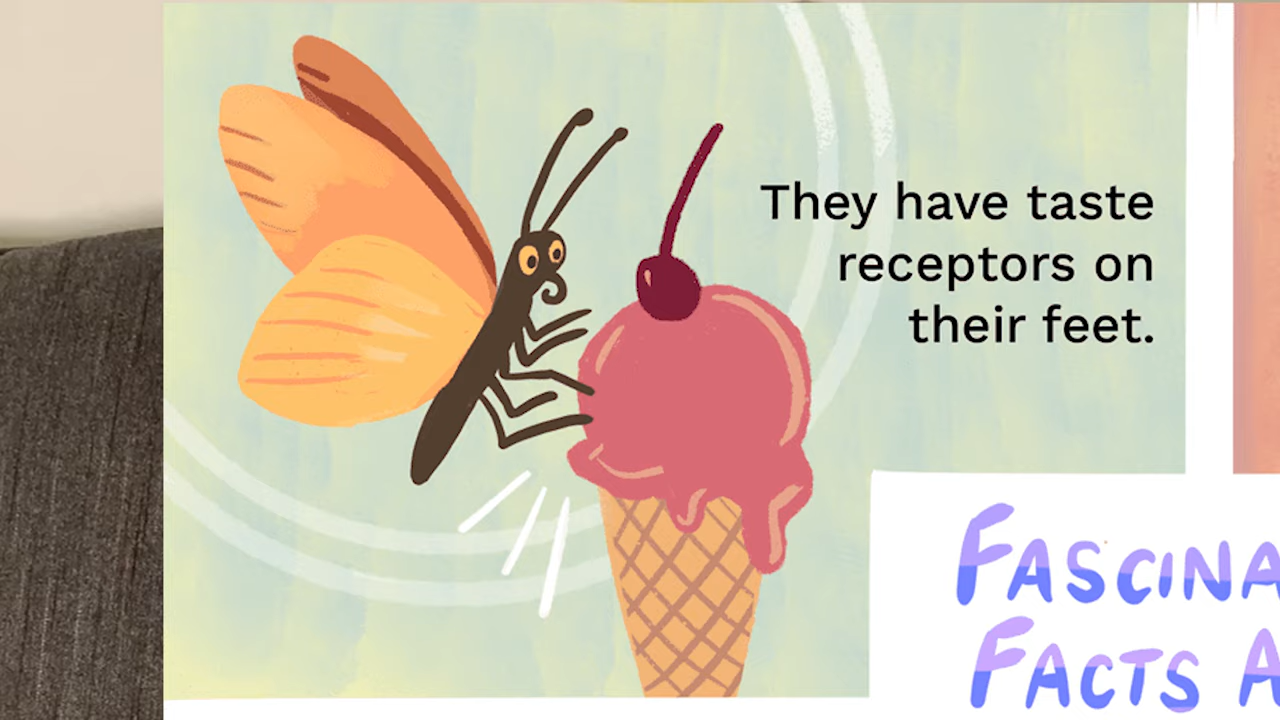 They have taste
receptors on
their feet.
FASCINA
FACTS A